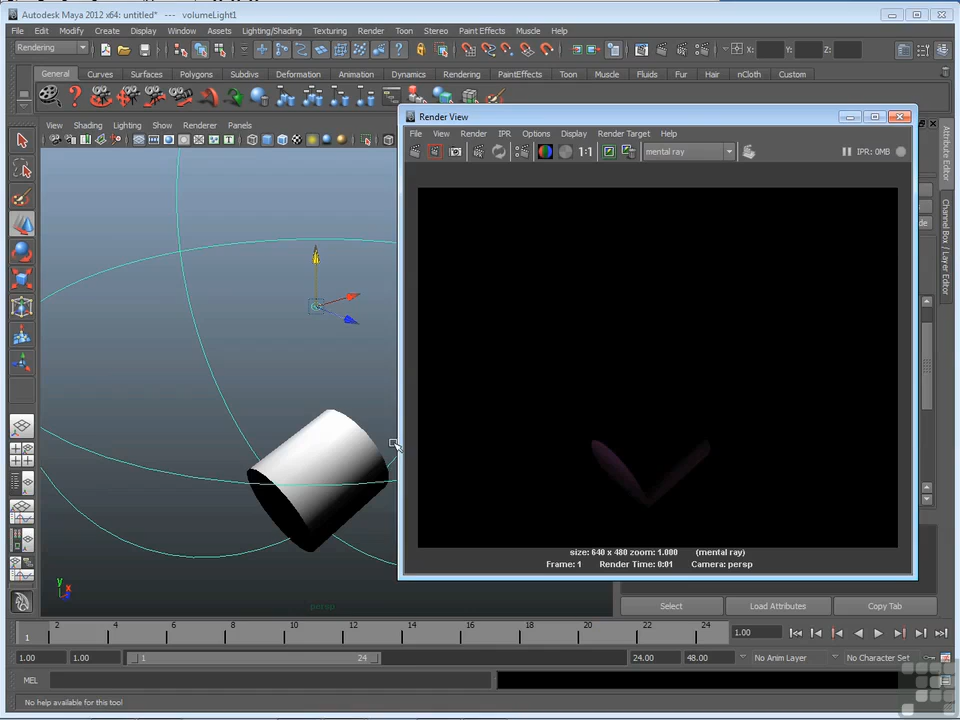 Autodesk Maya 2012 x64: untitled* --- volumeLight1
File Edit Modify Create Display Window Assets Lighting/Shading Texturing Render Toon Stereo Paint Effects Muscle Help
Rendering X: Y: Z:
General Curves Surfaces Polygons Subdivs Deformation Animation Dynamics Rendering PaintEffects Toon Muscle Fluids Fur Hair nCloth Custom
Render View
View Shading Lighting Show Renderer Panels
File View Render IPR Options Display Render Target Help
1:1 mental ray IPR: 0MB
Attribute Editor
Channel Box / Layer Editor
size: 640 x 480 zoom: 1.000 (mental ray)
Frame: 1 Render Time: 0:01 Camera: persp
y
x
persp
Select Load Attributes Copy Tab
1 2 4 6 8 10 12 14 16 18 20 22 24 1.00
1.00 1.00 1 24 24.00 48.00 No Anim Layer No Character Set
MEL
No help available for this tool